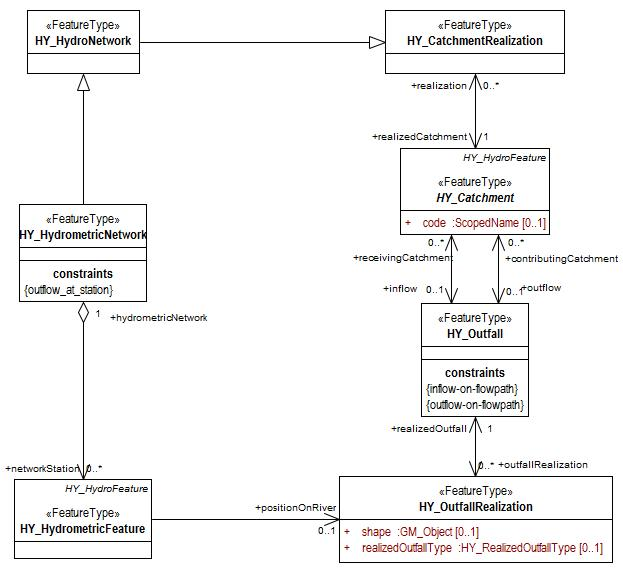 «FeatureType»
HY_HydroNetwork
«FeatureType»
HY_CatchmentRealization
+realization
0..*
+realizedCatchment
1
HY_HydroFeature
«FeatureType»
HY_Catchment
+ code :ScopedName [0..1]
«FeatureType»
HY_HydrometricNetwork
constraints
{outflow_at_station}
0..*
+receivingCatchment
0..*
+contributingCatchment
+inflow
0..1
0..1
+outflow
1
+hydrometricNetwork
«FeatureType»
HY_Outfall
constraints
{inflow-on-flowpath}
{outflow-on-flowpath}
+realizedOutfall
1
+networkStation
0..*
0..*
+outfallRealization
HY_HydroFeature
«FeatureType»
HY_HydrometricFeature
+positionOnRiver
0..1
«FeatureType»
HY_OutfallRealization
+ shape :GM_Object [0..1]
+ realizedOutfallType :HY_RealizedOutfallType [0..1]